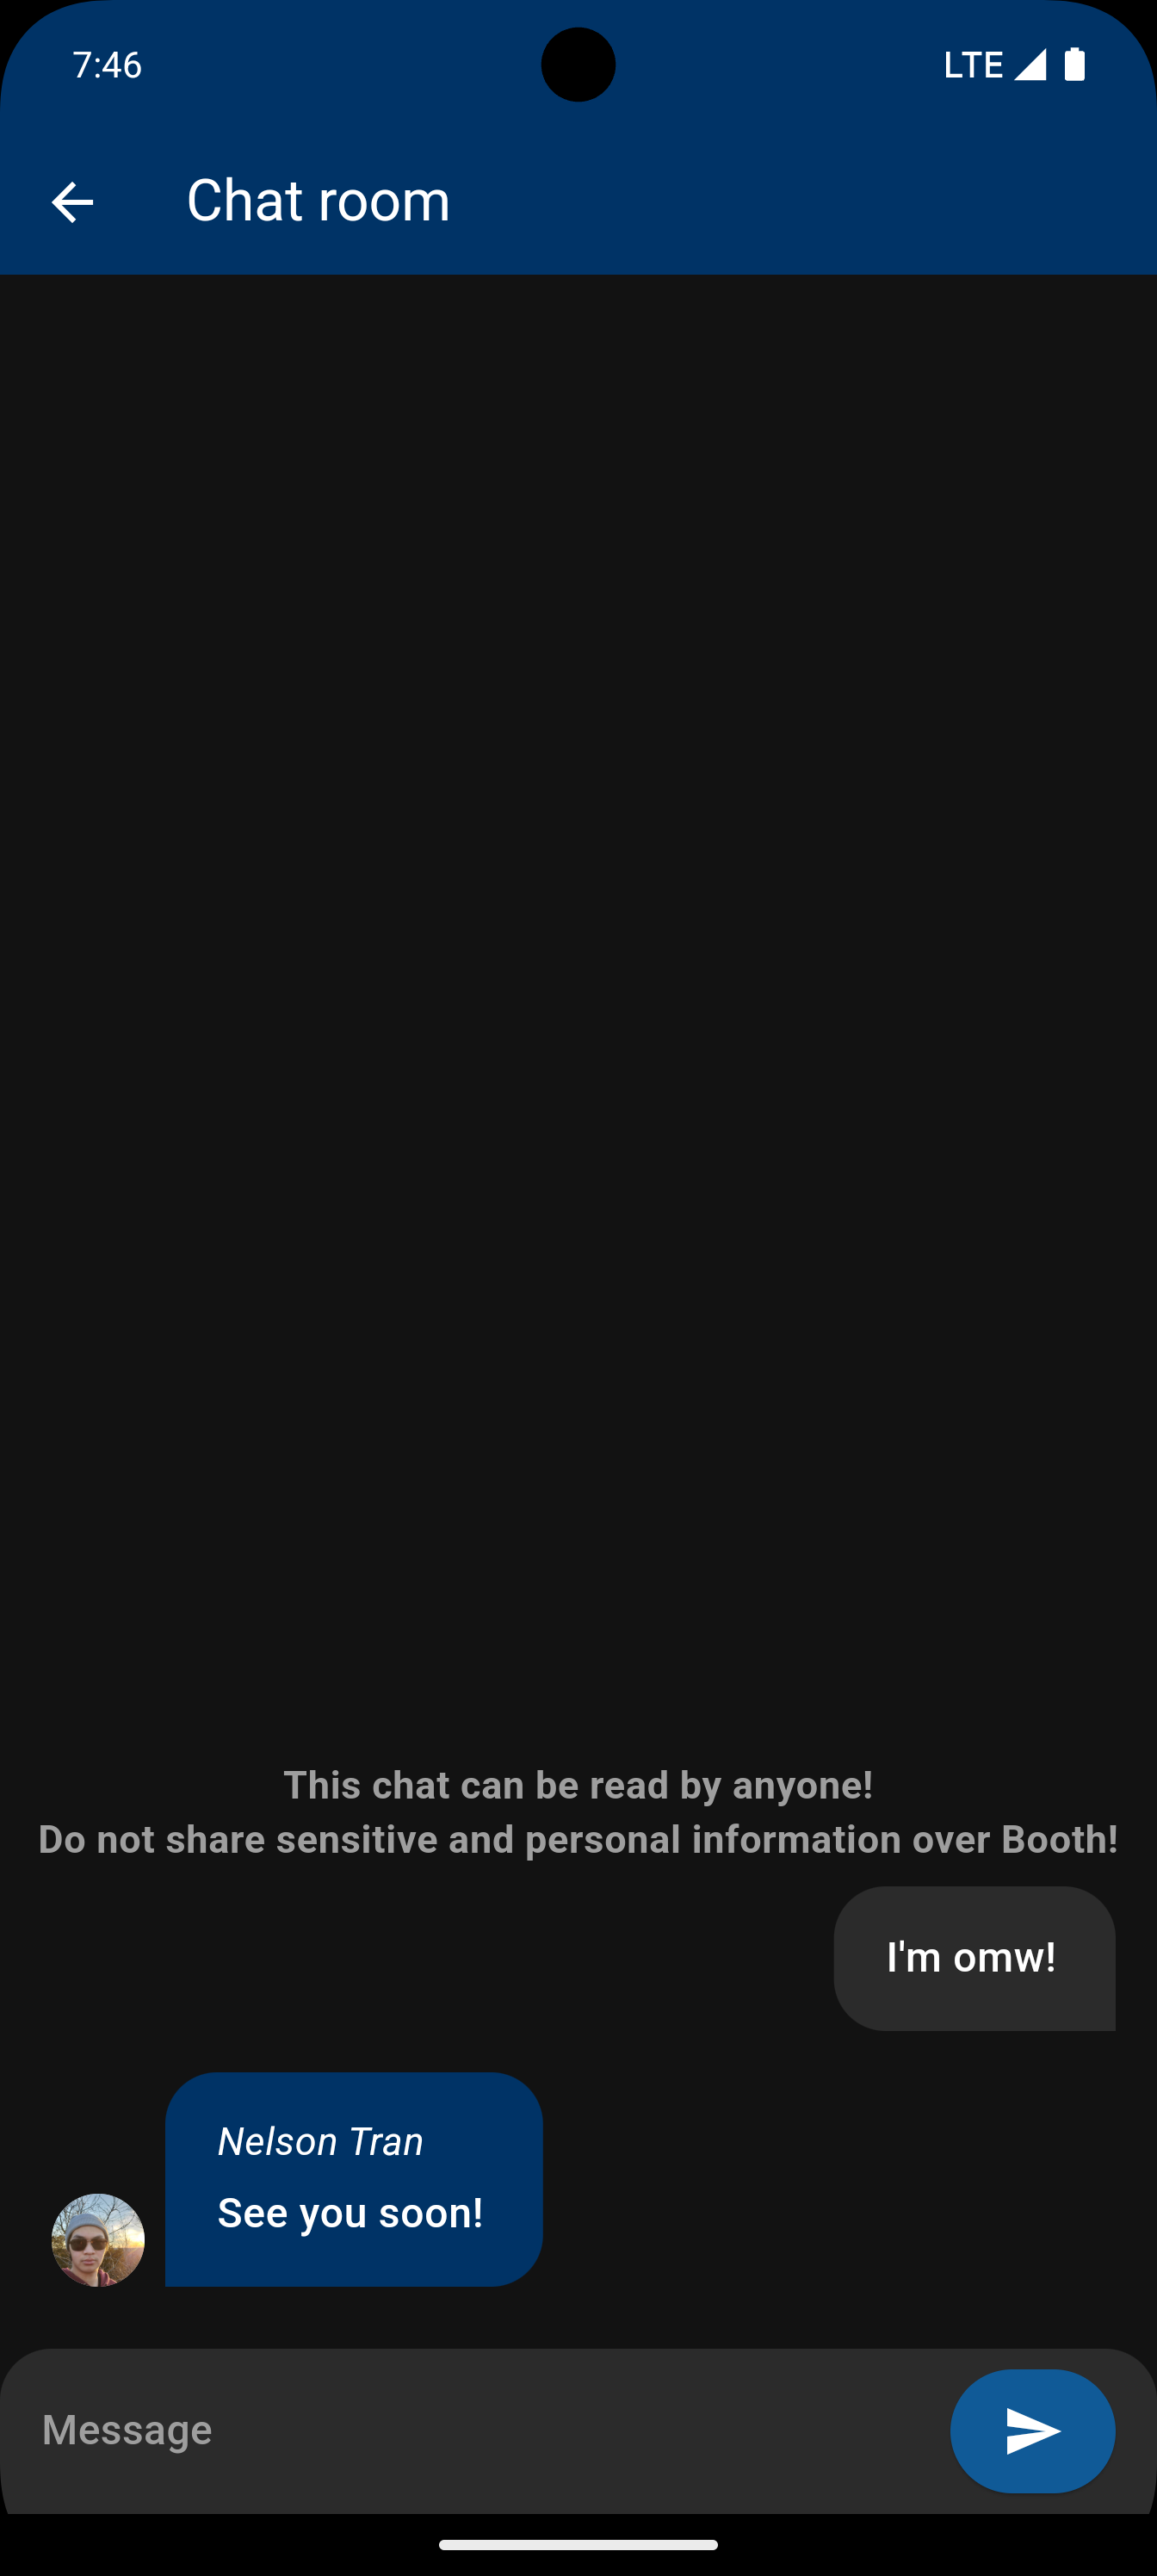 7:46
LTE
Chat room
This chat can be read by anyone!
Do not share sensitive and personal information over Booth!
I'm omw!
Nelson Tran
See you soon!
Message